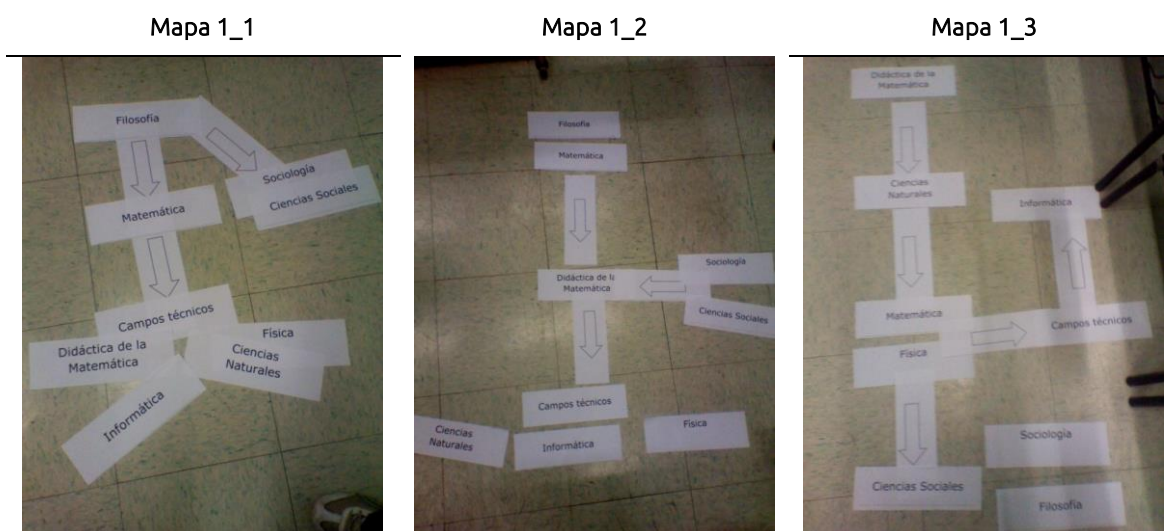 Mapa 1_1
Filosofía
Sociología
Ciencias Sociales
Matemática
Campos técnicos
Física
Didáctica de la
Matemática
Ciencias
Naturales
Informática
Mapa 1_2
Filosofía
Matemática
Didáctica de la
Matemática
Sociología
Ciencias Sociales
Campos técnicos
Ciencias
Naturales
Informática
Física
Mapa 1_3
Didáctica de la
Matemática
Ciencias
Naturales
Informática
Matemática
Campos técnicos
Física
Sociología
Ciencias Sociales
Filosofía